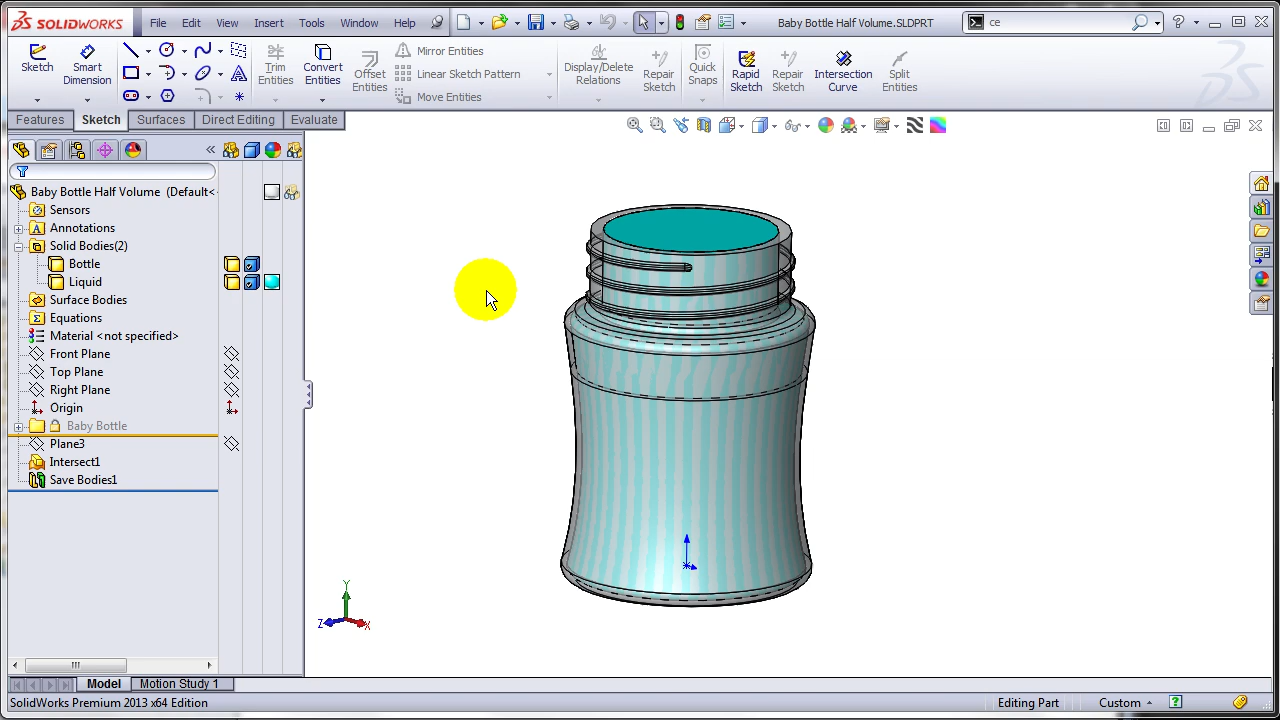 SOLIDWORKS File Edit View Insert Tools Window Help Baby Bottle Half Volume.SLDPRT ce
Sketch Smart Dimension Trim Entities Convert Entities Offset Entities Mirror Entities Linear Sketch Pattern Move Entities Display/Delete Relations Repair Sketch Quick Snaps Rapid Sketch Repair Sketch Intersection Curve Split Entities
Features Sketch Surfaces Direct Editing Evaluate
Baby Bottle Half Volume (Default<
Sensors
Annotations
Solid Bodies(2)
Bottle
Liquid
Surface Bodies
Equations
Material <not specified>
Front Plane
Top Plane
Right Plane
Origin
Baby Bottle
Plane3
Intersect1
Save Bodies1
Y
Z X
Model Motion Study 1
SolidWorks Premium 2013 x64 Edition Editing Part Custom